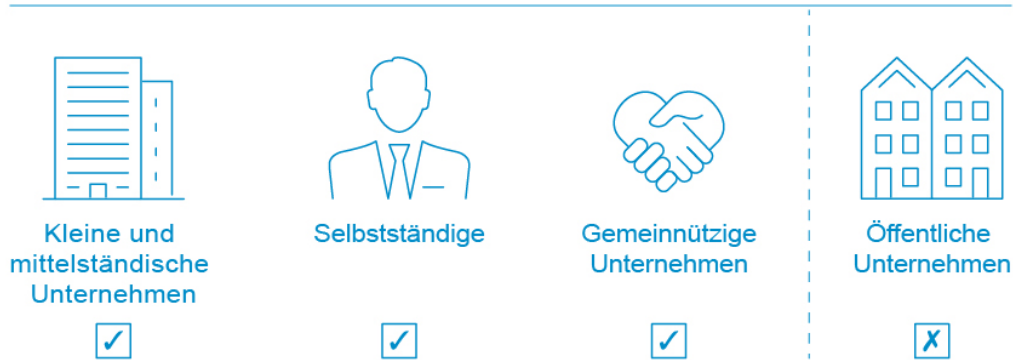 Kleine und
mittelständische
Unternehmen
✓
Selbstständige
✓
Gemeinnützige
Unternehmen
✓
Öffentliche
Unternehmen
✗